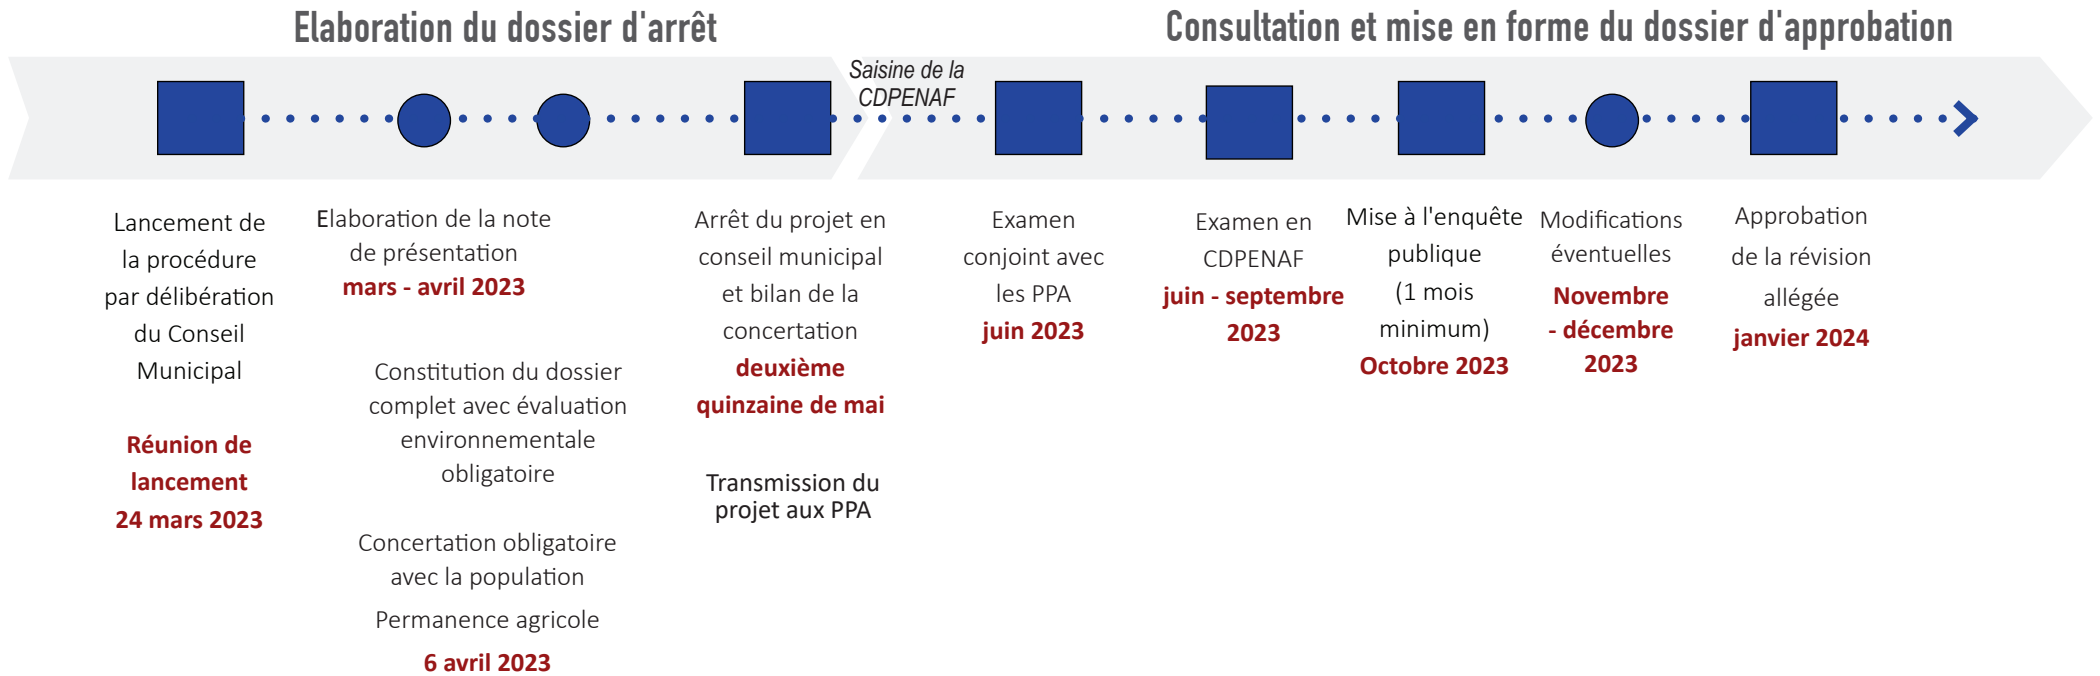 Elaboration du dossier d'arrêt
Consultation et mise en forme du dossier d'approbation
Saisine de la
CDPENAF
Lancement de
la procédure
par délibération
du Conseil
Municipal
Réunion de
lancement
24 mars 2023
Elaboration de la note
de présentation
mars - avril 2023
Constitution du dossier
complet avec évaluation
environnementale
obligatoire
Concertation obligatoire
avec la population
Permanence agricole
6 avril 2023
Arrêt du projet en
conseil municipal
et bilan de la
concertation
deuxième
quinzaine de mai
Transmission du
projet aux PPA
Examen
conjoint avec
les PPA
juin 2023
Examen en
CDPENAF
juin - septembre
2023
Mise à l'enquête
publique
(1 mois
minimum)
Octobre 2023
Modifications
éventuelles
Novembre
- décembre
2023
Approbation
de la révision
allégée
janvier 2024